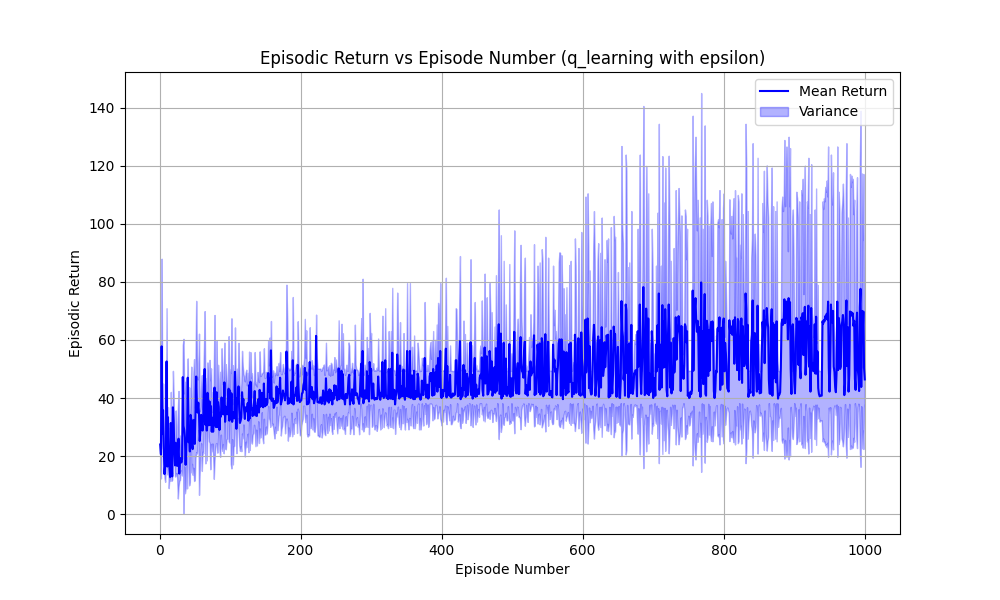 Episodic Return vs Episode Number (q_learning with epsilon)
Mean Return
Variance
140
120
100
80
60
40
20
0
Episodic Return
0
200
400
600
800
1000
Episode Number